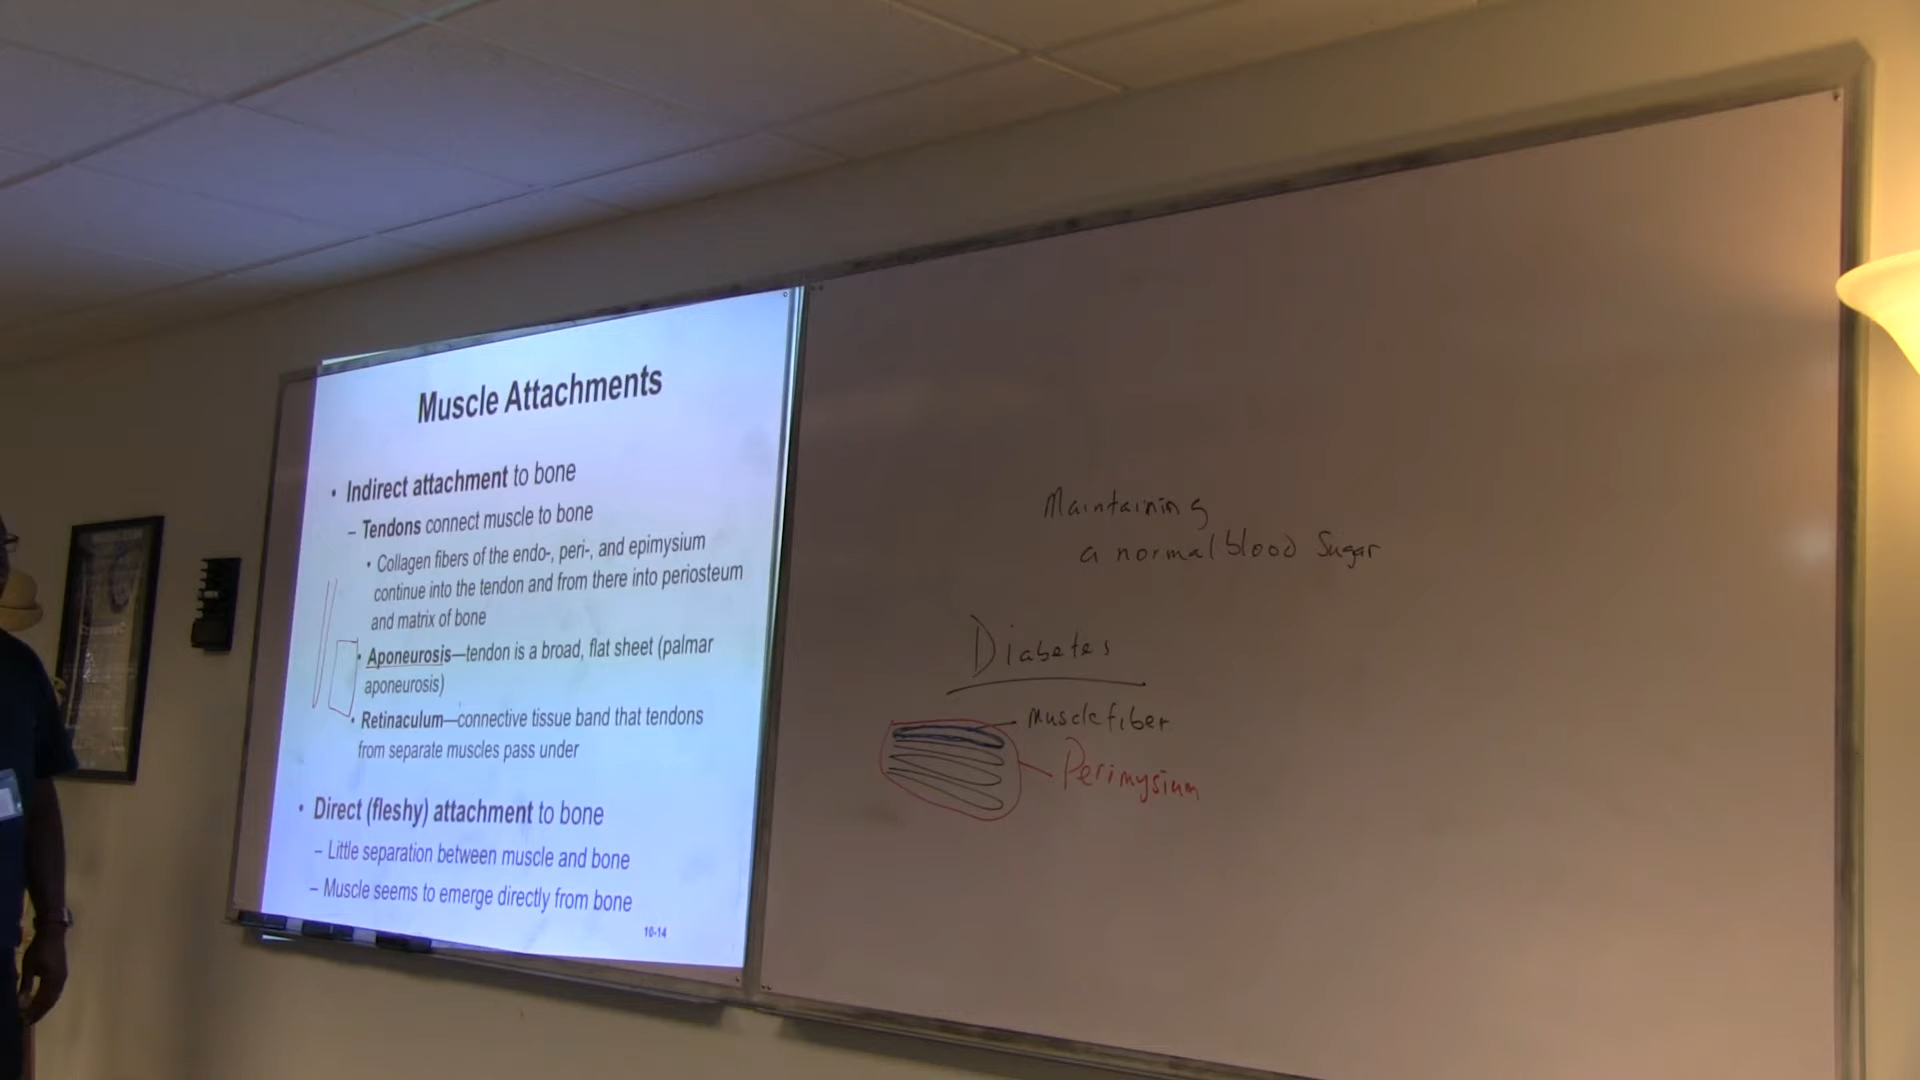 Muscle Attachments
• Indirect attachment to bone
– Tendons connect muscle to bone
• Collagen fibers of the endo-, peri-, and epimysium
continue into the tendon and from there into periosteum
and matrix of bone
• Aponeurosis—tendon is a broad, flat sheet (palmar
aponeurosis)
• Retinaculum—connective tissue band that tendons
from separate muscles pass under
• Direct (fleshy) attachment to bone
– Little separation between muscle and bone
– Muscle seems to emerge directly from bone
10-14
Maintaining
a normal blood Sugar
Diabetes
muscle fiber
Perimysium